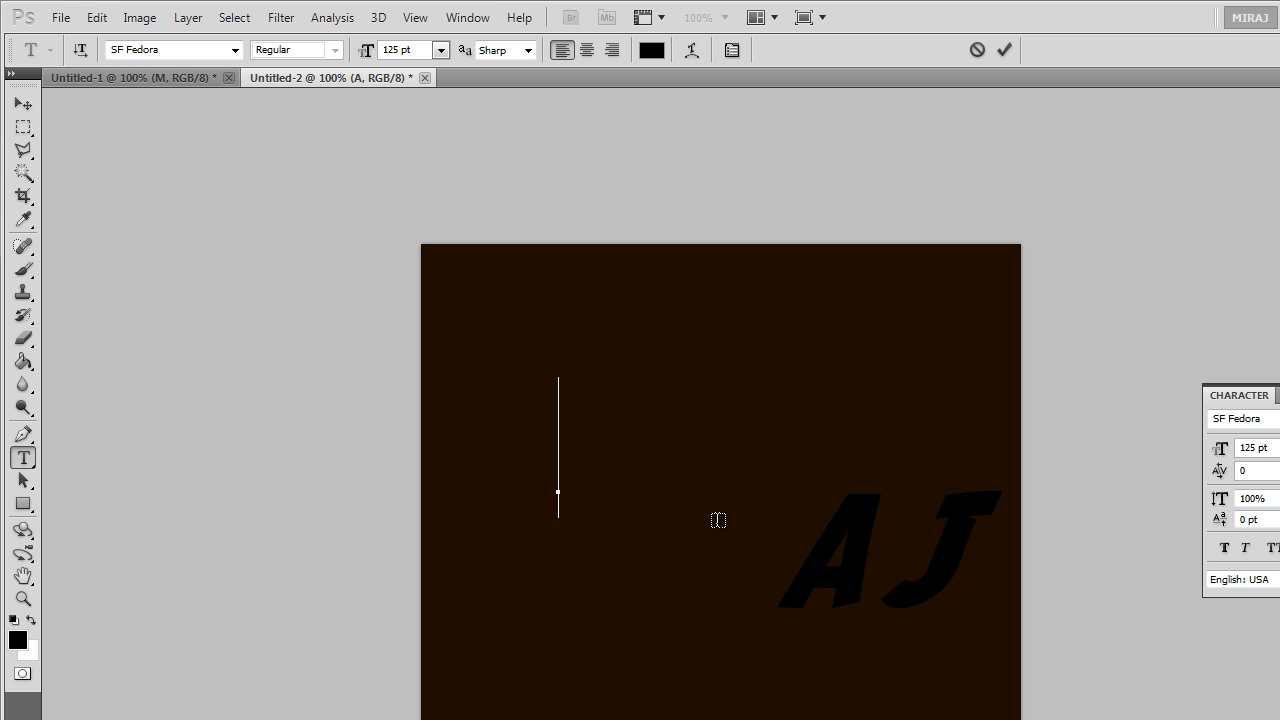 Ps File Edit Image Layer Select Filter Analysis 3D View Window Help Br Mb 100% MIRAJ
T SF Fedora Regular 125 pt Sharp
Untitled-1 @ 100% (M, RGB/8) * Untitled-2 @ 100% (A, RGB/8) *
CHARACTER
SF Fedora
125 pt
0
100%
0 pt
T T TT
English: USA
A J